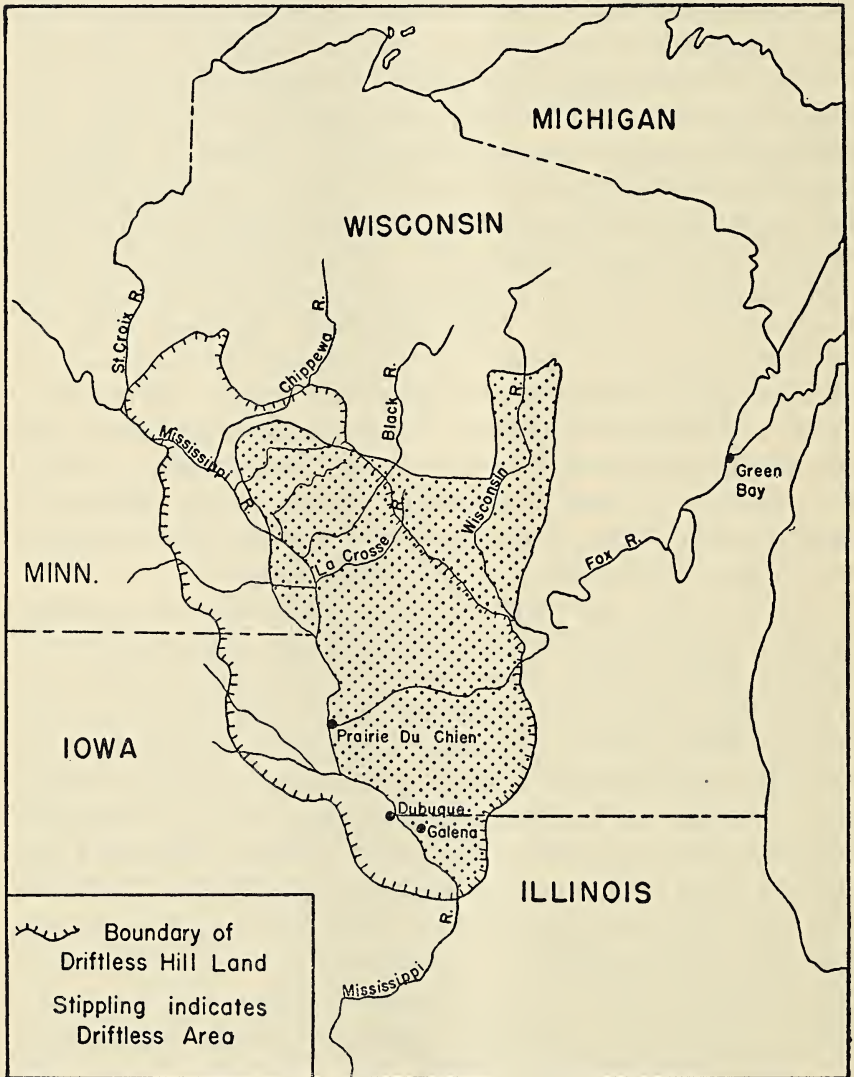 MICHIGAN
WISCONSIN
St. Croix R.
Chippewa R.
Black R.
R.
Mississippi
R.
Wisconsin
R.
Green
Bay
La Crosse
Fox R.
MINN.
Prairie Du Chien
IOWA
Dubuque
Galena
ILLINOIS
R.
Mississippi
Boundary of
Driftless Hill Land
Stippling indicates
Driftless Area